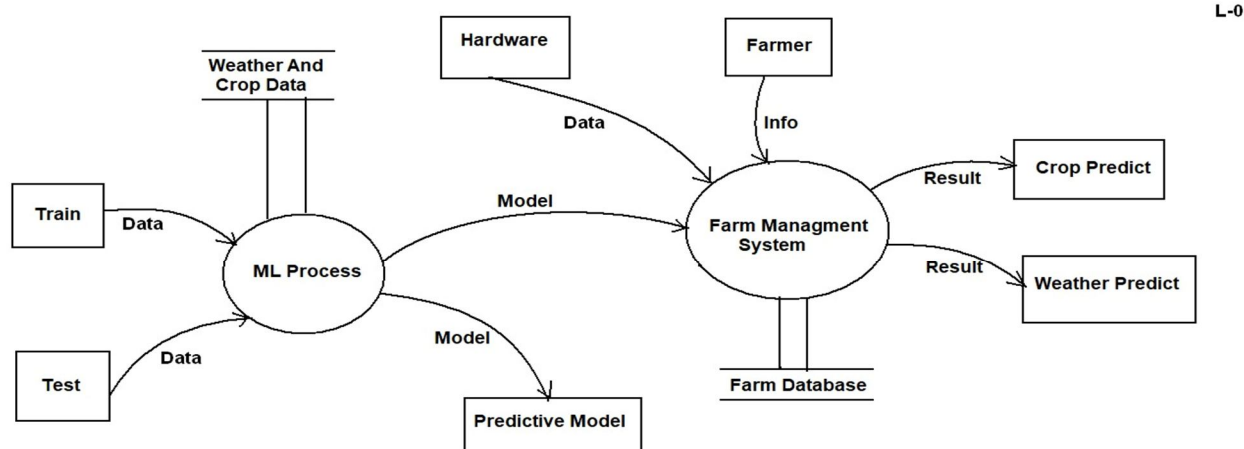 L-0
Hardware
Farmer
Weather And
Crop Data
Data
Info
Crop Predict
Result
Train
Data
Model
Farm Managment
System
ML Process
Result
Weather Predict
Model
Data
Test
Farm Database
Predictive Model